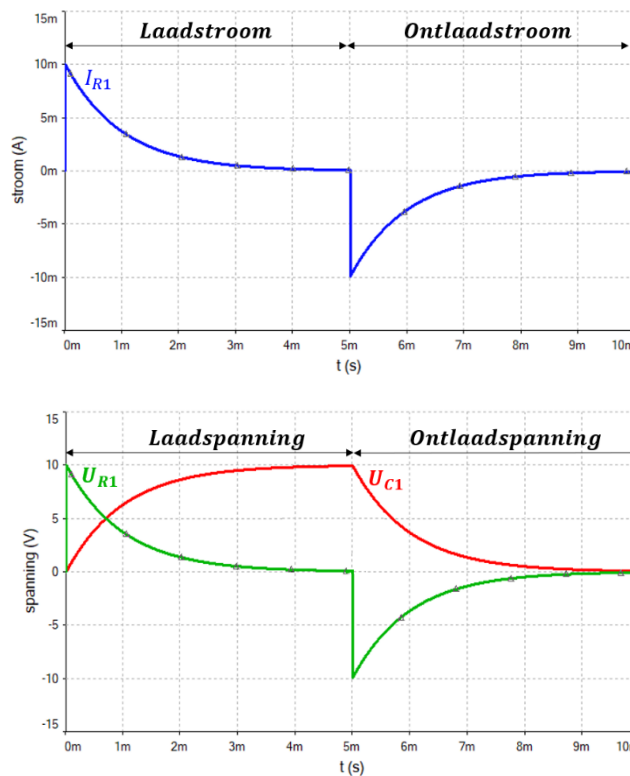 Laadstroom Ontlaadstroom
15m
10m
5m
0m
-5m
-10m
-15m
I_R1
stroom (A)
0m 1m 2m 3m 4m 5m 6m 7m 8m 9m 10m
t (s)
Laadspanning Ontlaadspanning
15
10
5
0
-5
-10
-15
U_R1 U_C1
spanning (V)
0m 1m 2m 3m 4m 5m 6m 7m 8m 9m 10m
t (s)